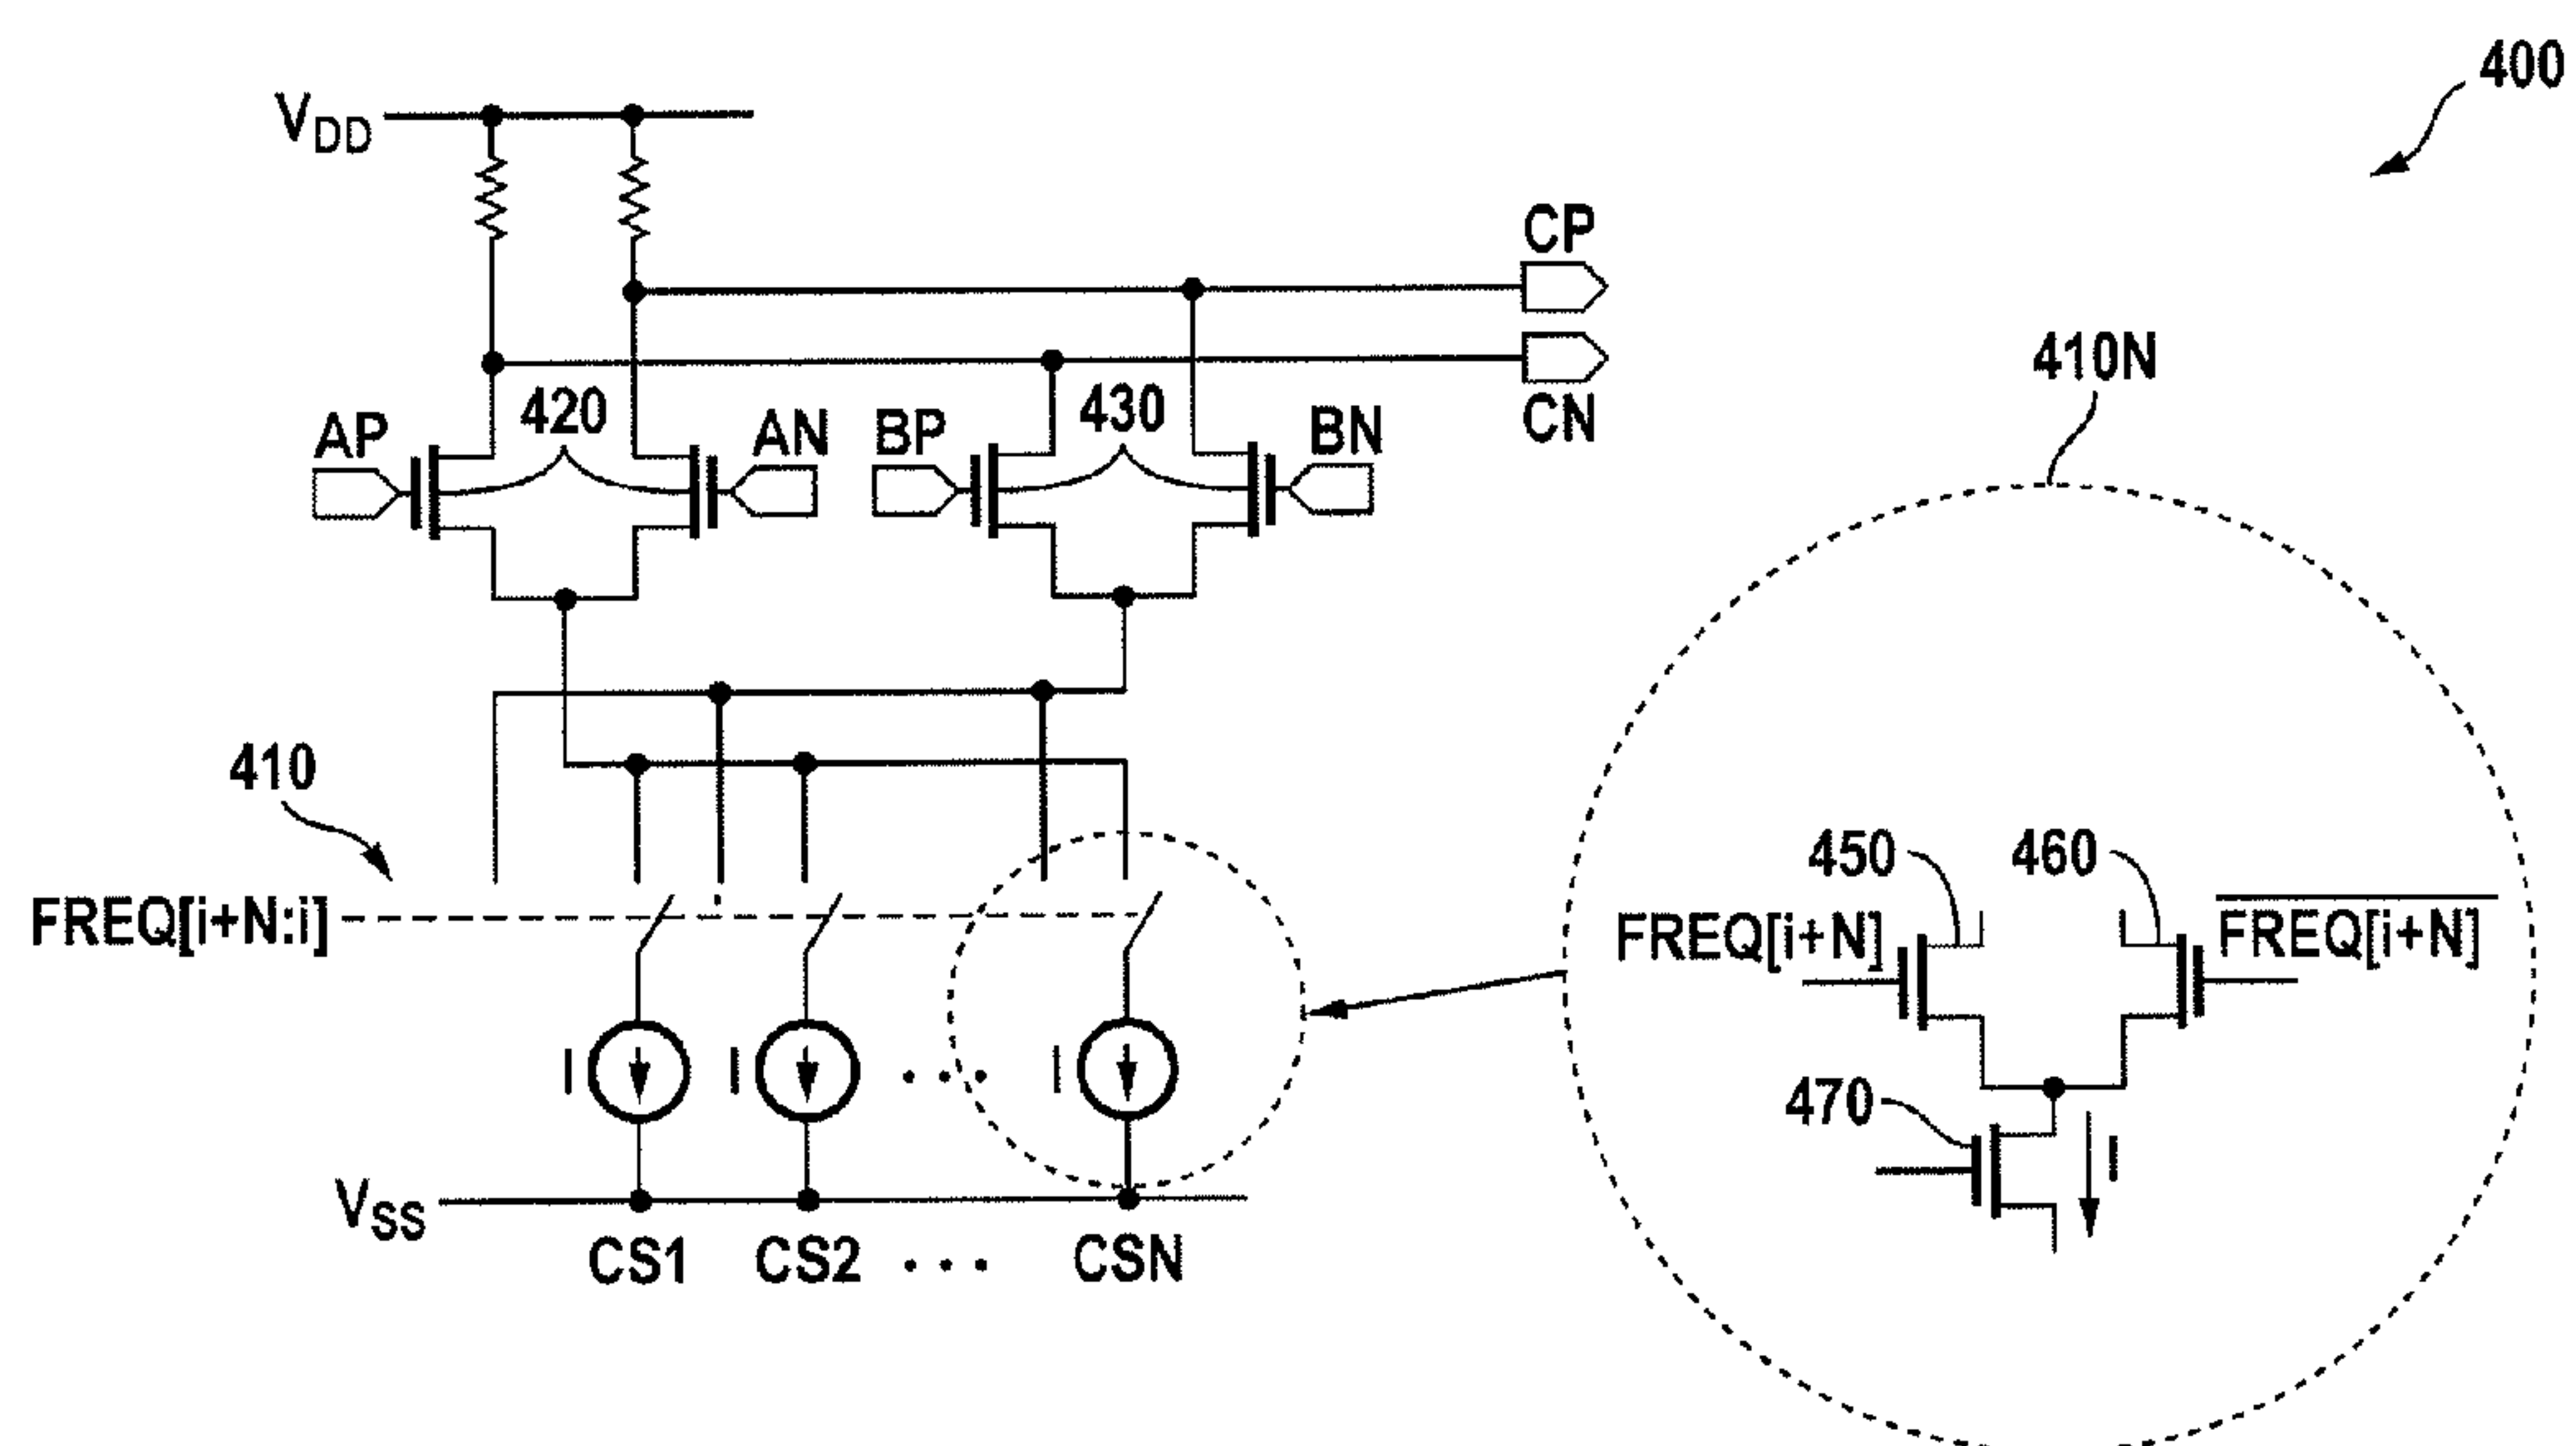 400
VDD
CP
CN
410N
420
430
AP
AN
BP
BN
410
450
460
FREQ[i+N:i]
FREQ[i+N]
FREQ[i+N]
I
I
...
I
470
I
VSS
CS1
CS2
...
CSN